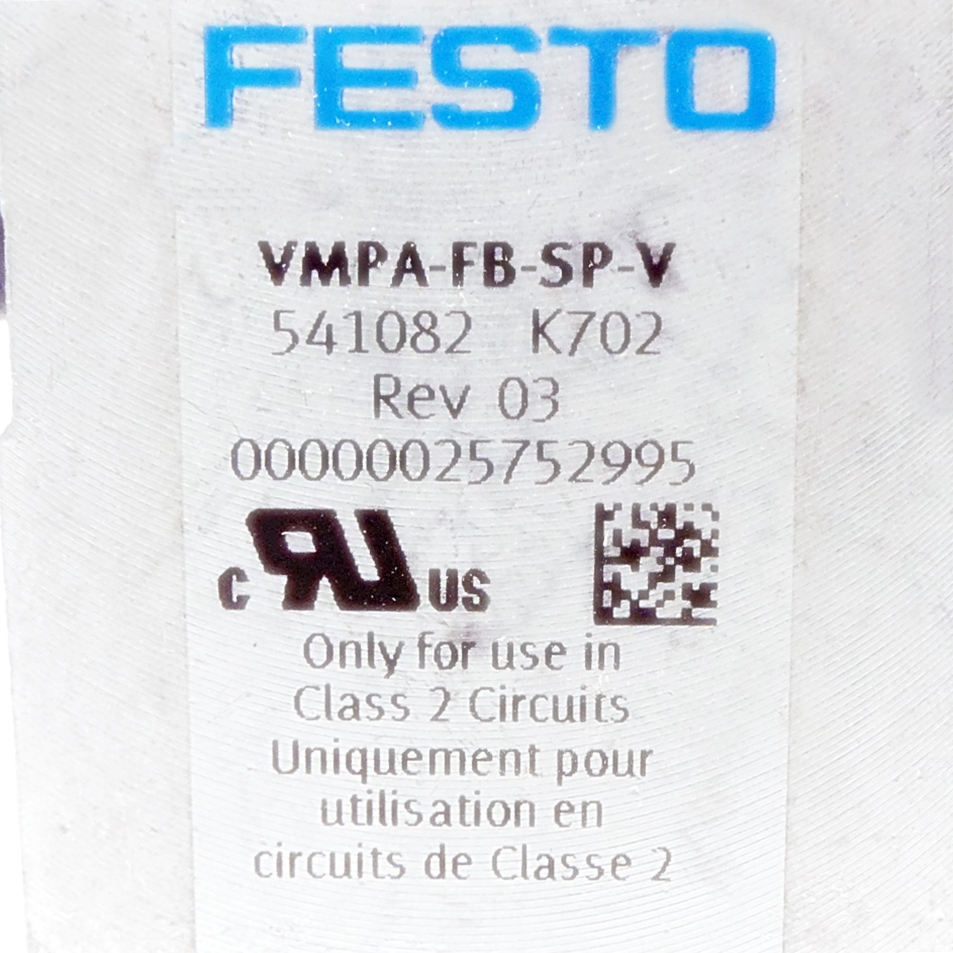 FESTO
VMPA-FB-SP-V
541082 K702
Rev 03
00000025752995
C RU US
Only for use in
Class 2 Circuits
Uniquement pour
utilisation en
circuits de Classe 2